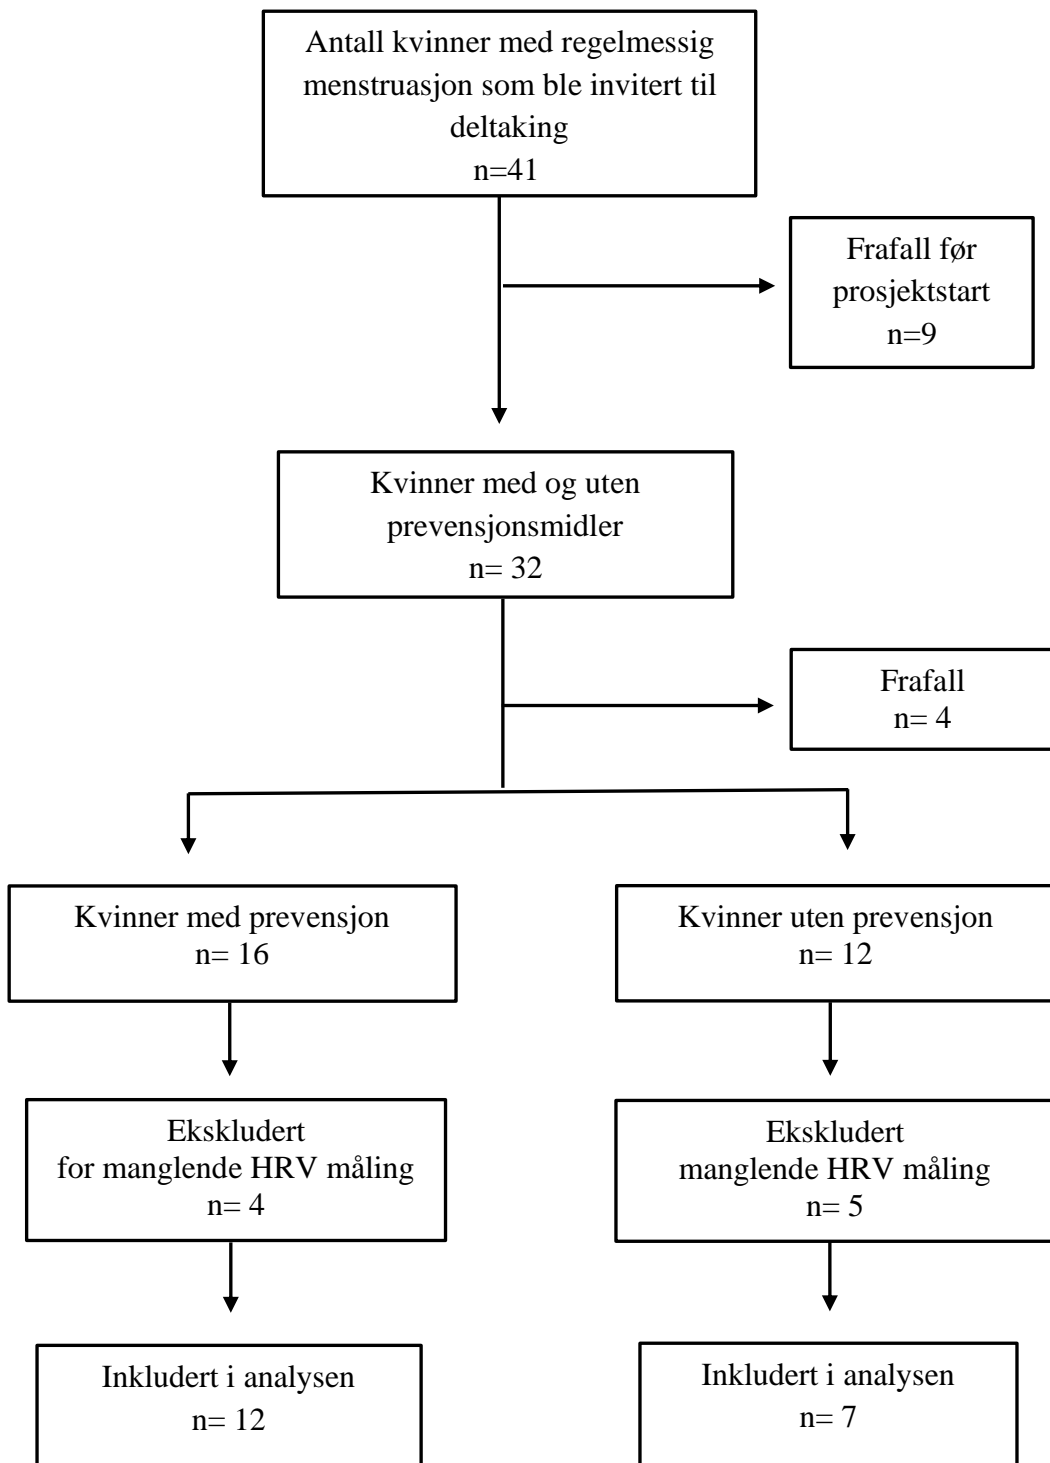 Antall kvinner med regelmessig
menstruasjon som ble invitert til
deltaking
n=41
Frafall før
prosjektstart
n=9
Kvinner med og uten
prevensjonsmidler
n= 32
Frafall
n= 4
Kvinner med prevensjon
n= 16
Kvinner uten prevensjon
n= 12
Ekskludert
for manglende HRV måling
n= 4
Ekskludert
manglende HRV måling
n= 5
Inkludert i analysen
n= 12
Inkludert i analysen
n= 7